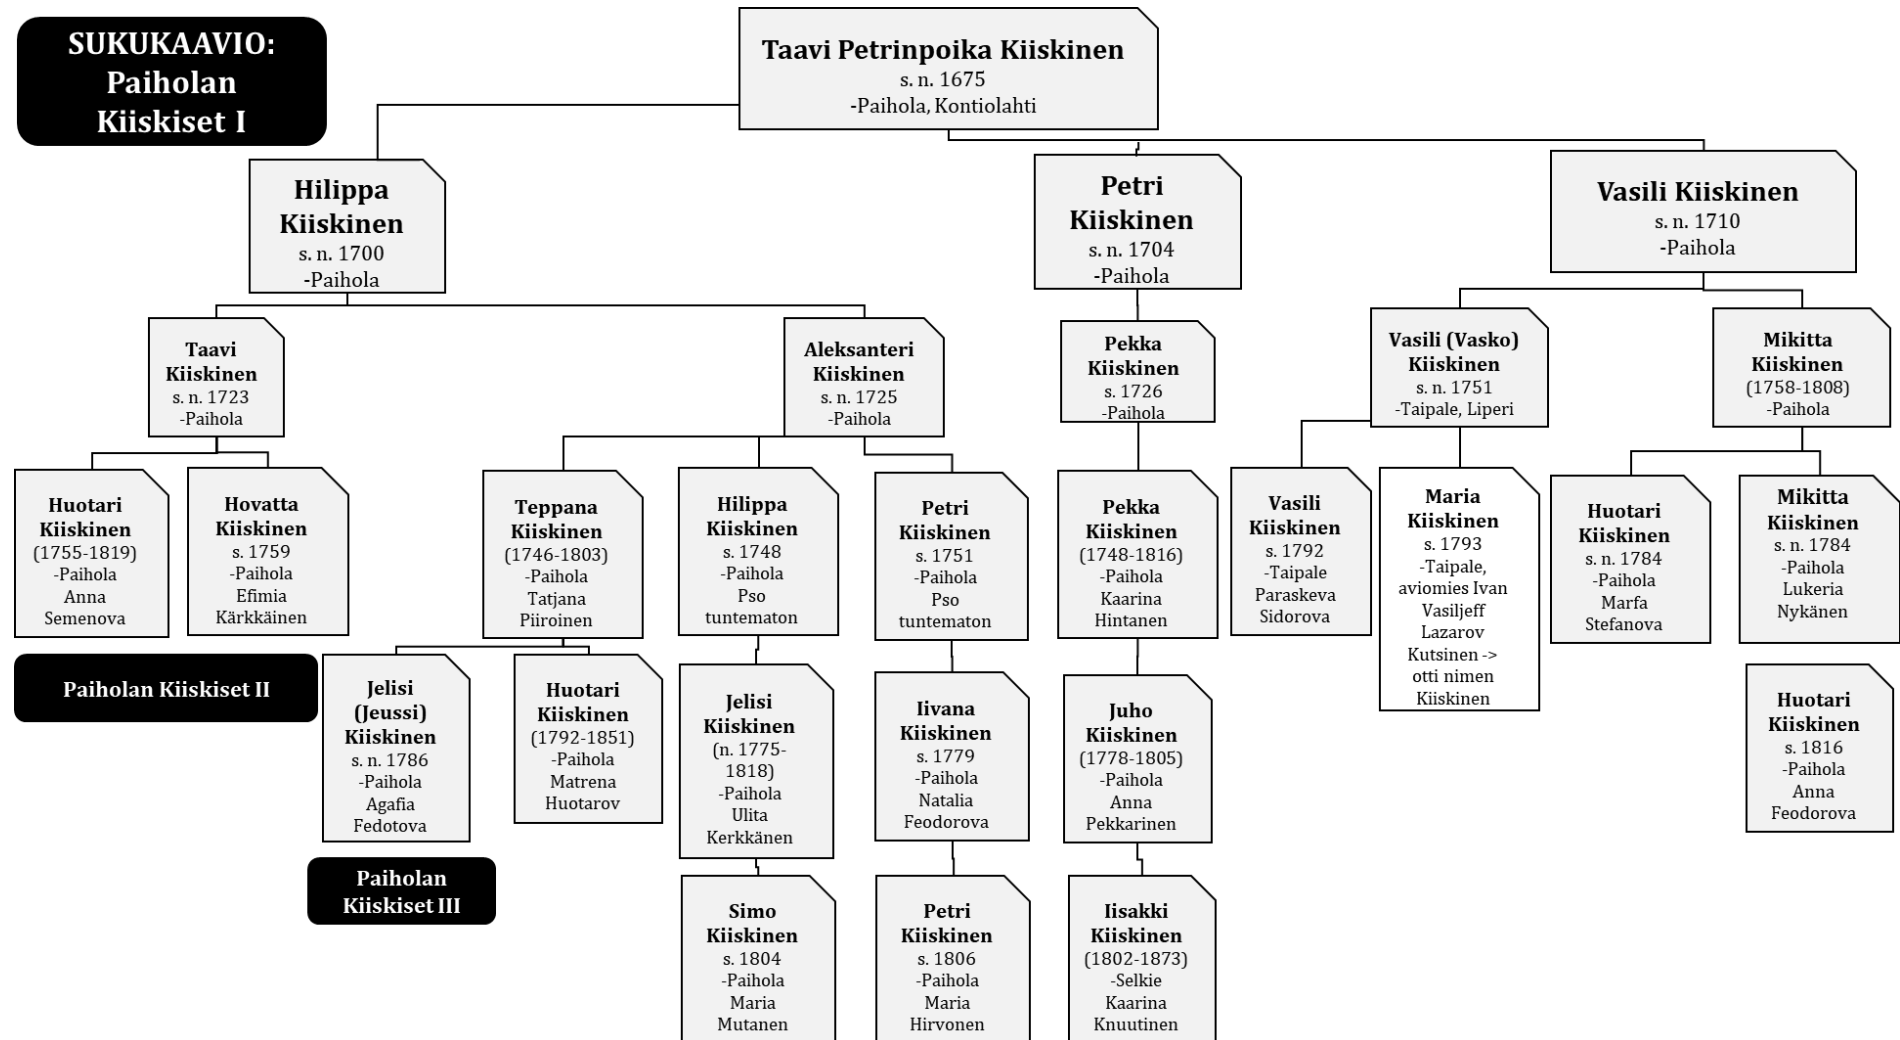 SUKUKAAVIO:
Paiholan
Kiiskiset I
Taavi Petrinpoika Kiiskinen
s. n. 1675
-Paihola, Kontiolahti
Hilippa
Kiiskinen
s. n. 1700
-Paihola
Petri
Kiiskinen
s. n. 1704
-Paihola
Vasili Kiiskinen
s. n. 1710
-Paihola
Taavi
Kiiskinen
s. n. 1723
-Paihola
Aleksanteri
Kiiskinen
s. n. 1725
-Paihola
Pekka
Kiiskinen
s. 1726
-Paihola
Vasili (Vasko)
Kiiskinen
s. n. 1751
-Taipale, Liperi
Mikitta
Kiiskinen
(1758-1808)
-Paihola
Huotari
Kiiskinen
(1755-1819)
-Paihola
Anna
Semenova
Hovatta
Kiiskinen
s. 1759
-Paihola
Efimia
Kärkkäinen
Teppana
Kiiskinen
(1746-1803)
-Paihola
Tatjana
Piiroinen
Hilippa
Kiiskinen
s. 1748
-Paihola
Pso
tuntematon
Petri
Kiiskinen
s. 1751
-Paihola
Pso
tuntematon
Pekka
Kiiskinen
(1748-1816)
-Paihola
Kaarina
Hintanen
Vasili
Kiiskinen
s. 1792
-Taipale
Paraskeva
Sidorova
Maria
Kiiskinen
s. 1793
-Taipale,
aviomies Ivan
Vasiljeff
Lazarov
Kutsinen ->
otti nimen
Kiiskinen
Huotari
Kiiskinen
s. n. 1784
-Paihola
Marfa
Stefanova
Mikitta
Kiiskinen
s. n. 1784
-Paihola
Lukeria
Nykänen
Paiholan Kiiskiset II
Jelisi
(Jeussi)
Kiiskinen
s. n. 1786
-Paihola
Agafia
Fedotova
Huotari
Kiiskinen
(1792-1851)
-Paihola
Matrena
Huotarov
Jelisi
Kiiskinen
(n. 1775-
1818)
-Paihola
Ulita
Kerkkänen
Iivana
Kiiskinen
s. 1779
-Paihola
Natalia
Feodorova
Juho
Kiiskinen
(1778-1805)
-Paihola
Anna
Pekkarinen
Huotari
Kiiskinen
s. 1816
-Paihola
Anna
Feodorova
Paiholan
Kiiskiset III
Simo
Kiiskinen
s. 1804
-Paihola
Maria
Mutanen
Petri
Kiiskinen
s. 1806
-Paihola
Maria
Hirvonen
Iisakki
Kiiskinen
(1802-1873)
-Selkie
Kaarina
Knuutinen